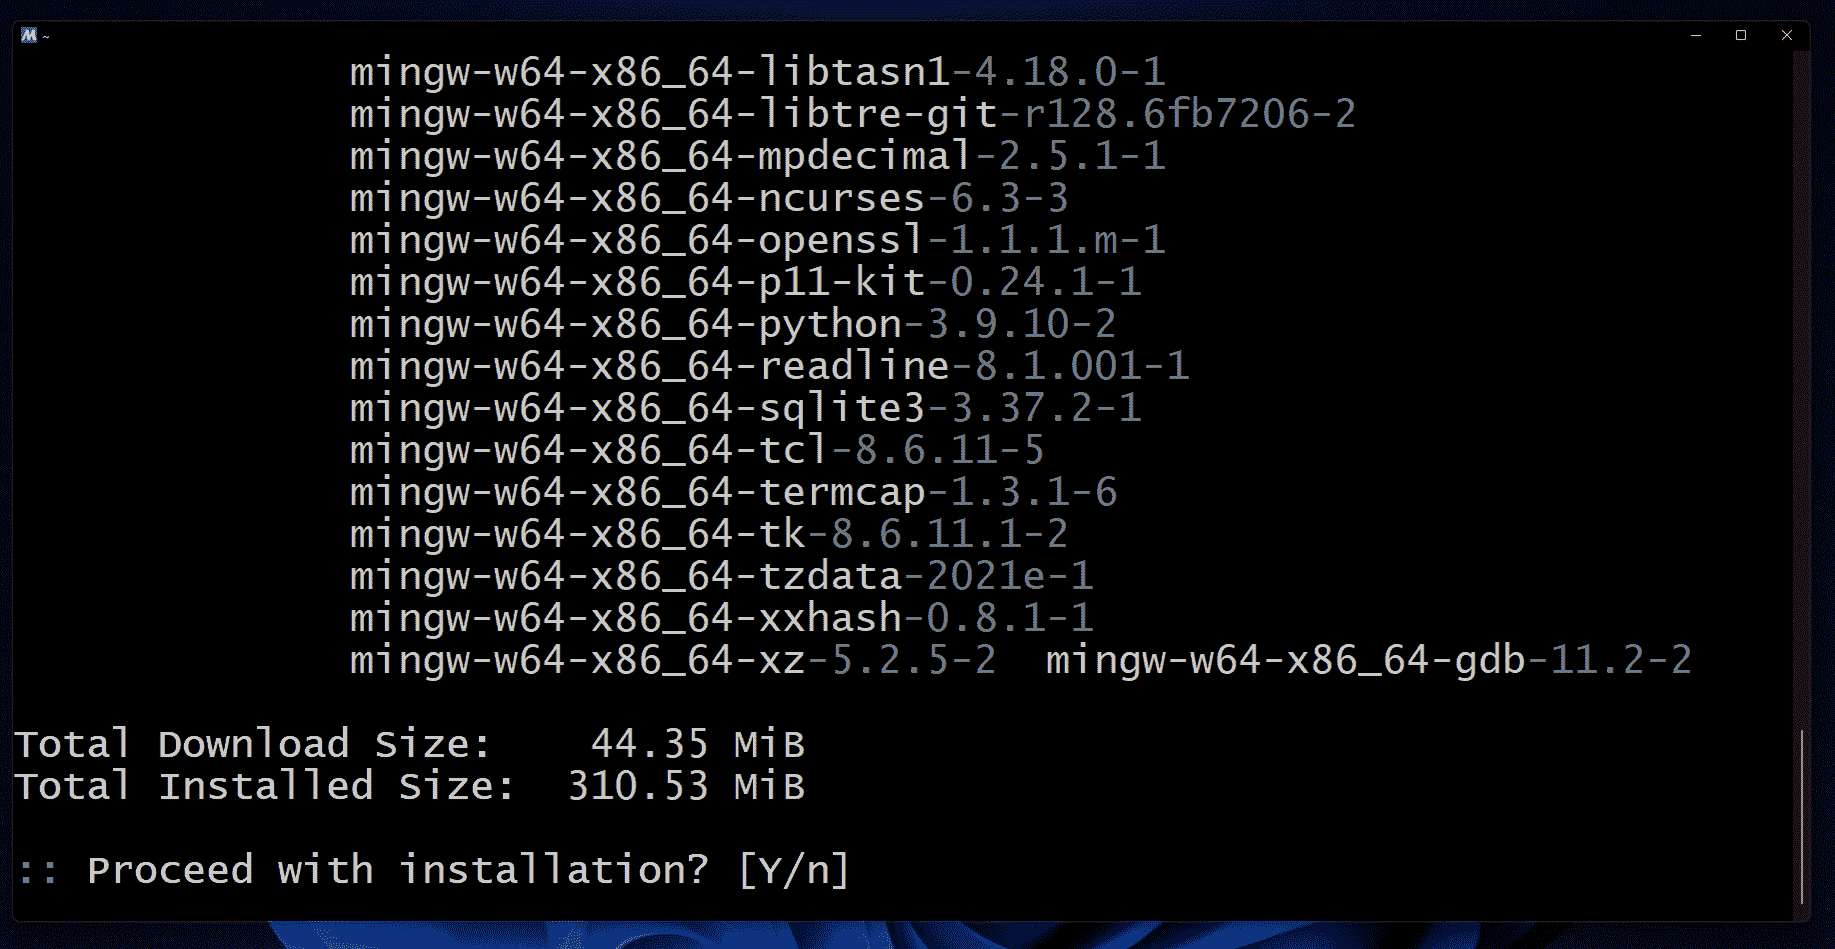 ~
mingw-w64-x86_64-libtasn1-4.18.0-1
mingw-w64-x86_64-libtre-git-r128.6fb7206-2
mingw-w64-x86_64-mpdecimal-2.5.1-1
mingw-w64-x86_64-ncurses-6.3-3
mingw-w64-x86_64-openssl-1.1.1.m-1
mingw-w64-x86_64-p11-kit-0.24.1-1
mingw-w64-x86_64-python-3.9.10-2
mingw-w64-x86_64-readline-8.1.001-1
mingw-w64-x86_64-sqlite3-3.37.2-1
mingw-w64-x86_64-tcl-8.6.11-5
mingw-w64-x86_64-termcap-1.3.1-6
mingw-w64-x86_64-tk-8.6.11.1-2
mingw-w64-x86_64-tzdata-2021e-1
mingw-w64-x86_64-xxhash-0.8.1-1
mingw-w64-x86_64-xz-5.2.5-2  mingw-w64-x86_64-gdb-11.2-2
Total Download Size:    44.35 MiB
Total Installed Size:  310.53 MiB
:: Proceed with installation? [Y/n]